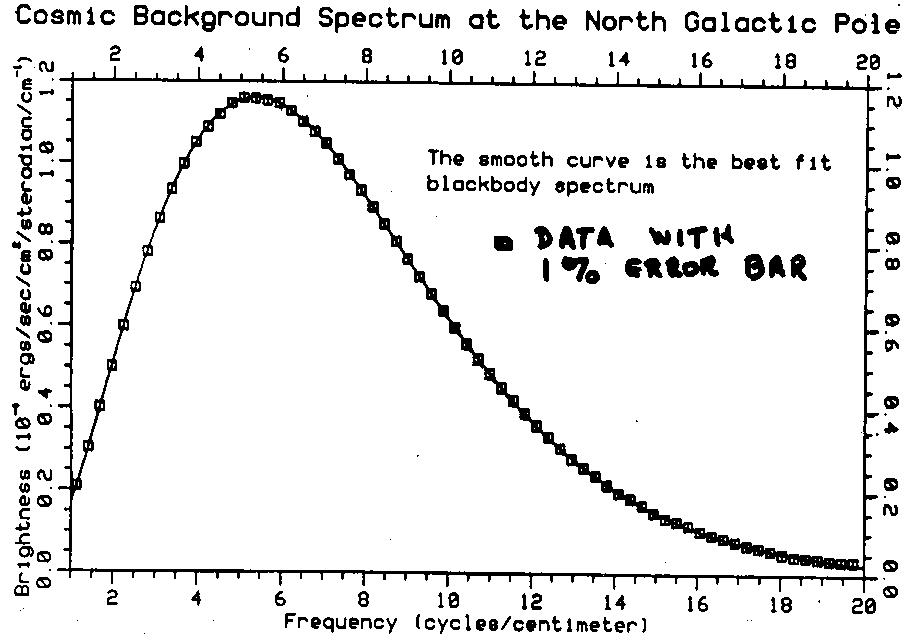 Cosmic Background Spectrum at the North Galactic Pole
2 4 6 8 10 12 14 16 18 20
The smooth curve is the best fit
blackbody spectrum
DATA WITH
1% ERROR BAR
Brightness (10⁻⁴ ergs/sec/cm²/steradian/cm⁻¹)
0.0 0.2 0.4 0.6 0.8 1.0 1.2
0.0 0.2 0.4 0.6 0.8 1.0 1.2
2 4 6 8 10 12 14 16 18 20
Frequency (cycles/centimeter)